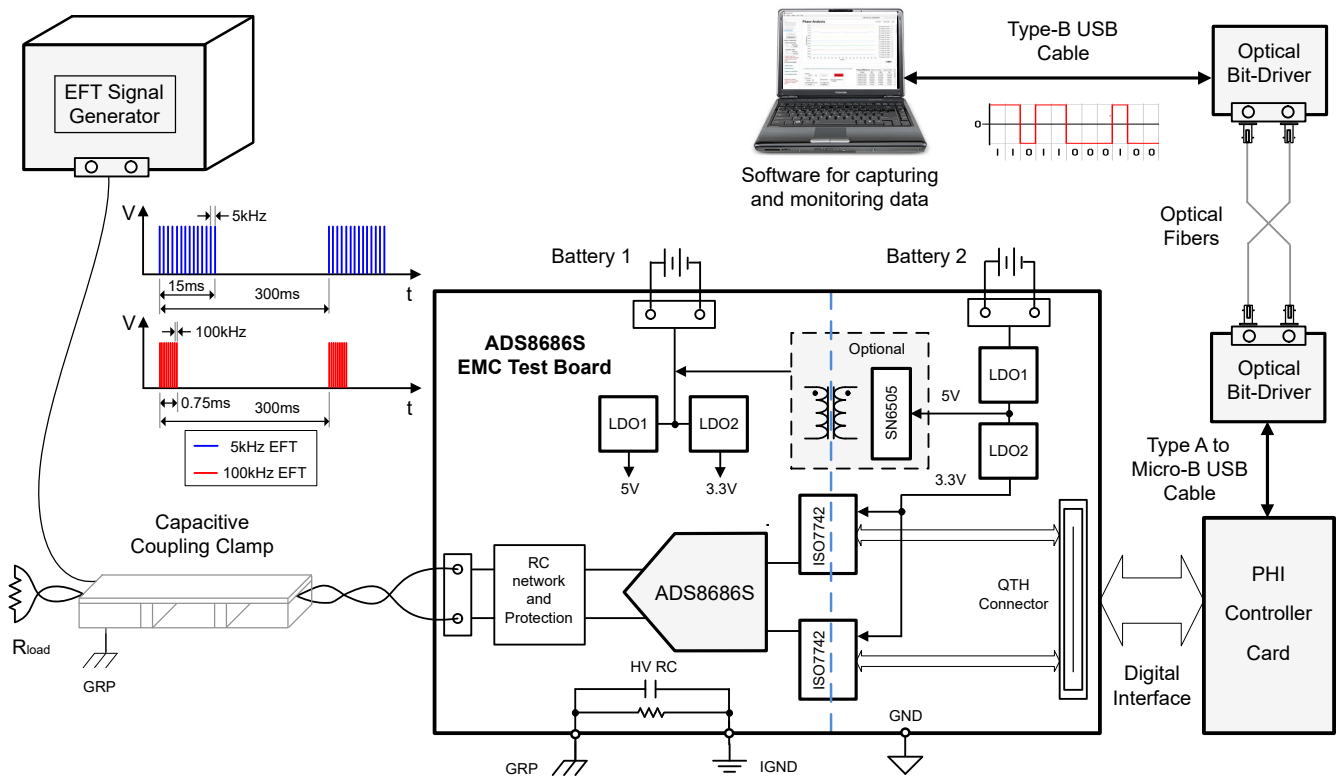 EFT Signal
Generator
V
5kHz
15ms
300ms
t
V
100kHz
0.75ms
300ms
t
5kHz EFT
100kHz EFT
Capacitive
Coupling Clamp
Rload
GRP
Phase Analysis
Software for capturing
and monitoring data
Type-B USB
Cable
0
1 1 0 1 1 0 0 0 1 0 0
Optical
Bit-Driver
Optical
Fibers
Optical
Bit-Driver
Type A to
Micro-B USB
Cable
PHI
Controller
Card
Digital
Interface
Battery 1
Battery 2
ADS8686S
EMC Test Board
LDO1
LDO2
5V
3.3V
Optional
SN6505
5V
LDO1
LDO2
3.3V
RC
network
and
Protection
ADS8686S
ISO7742
ISO7742
QTH
Connector
HV RC
GRP
IGND
GND